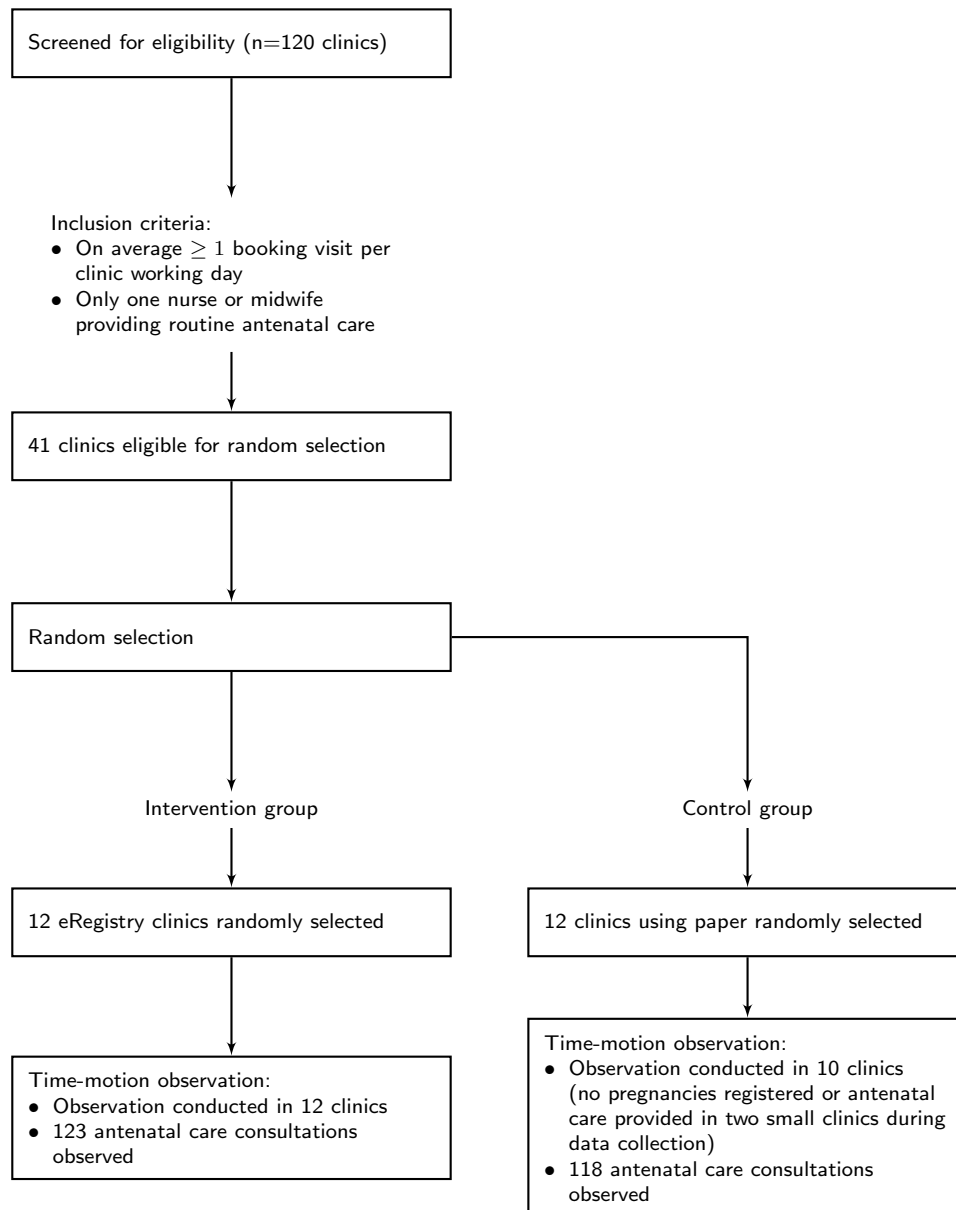 Screened for eligibility (n=120 clinics)
Inclusion criteria:
• On average ≥ 1 booking visit per
clinic working day
• Only one nurse or midwife
providing routine antenatal care
41 clinics eligible for random selection
Random selection
Intervention group
Control group
12 eRegistry clinics randomly selected
12 clinics using paper randomly selected
Time-motion observation:
• Observation conducted in 12 clinics
• 123 antenatal care consultations
observed
Time-motion observation:
• Observation conducted in 10 clinics
(no pregnancies registered or antenatal
care provided in two small clinics during
data collection)
• 118 antenatal care consultations
observed